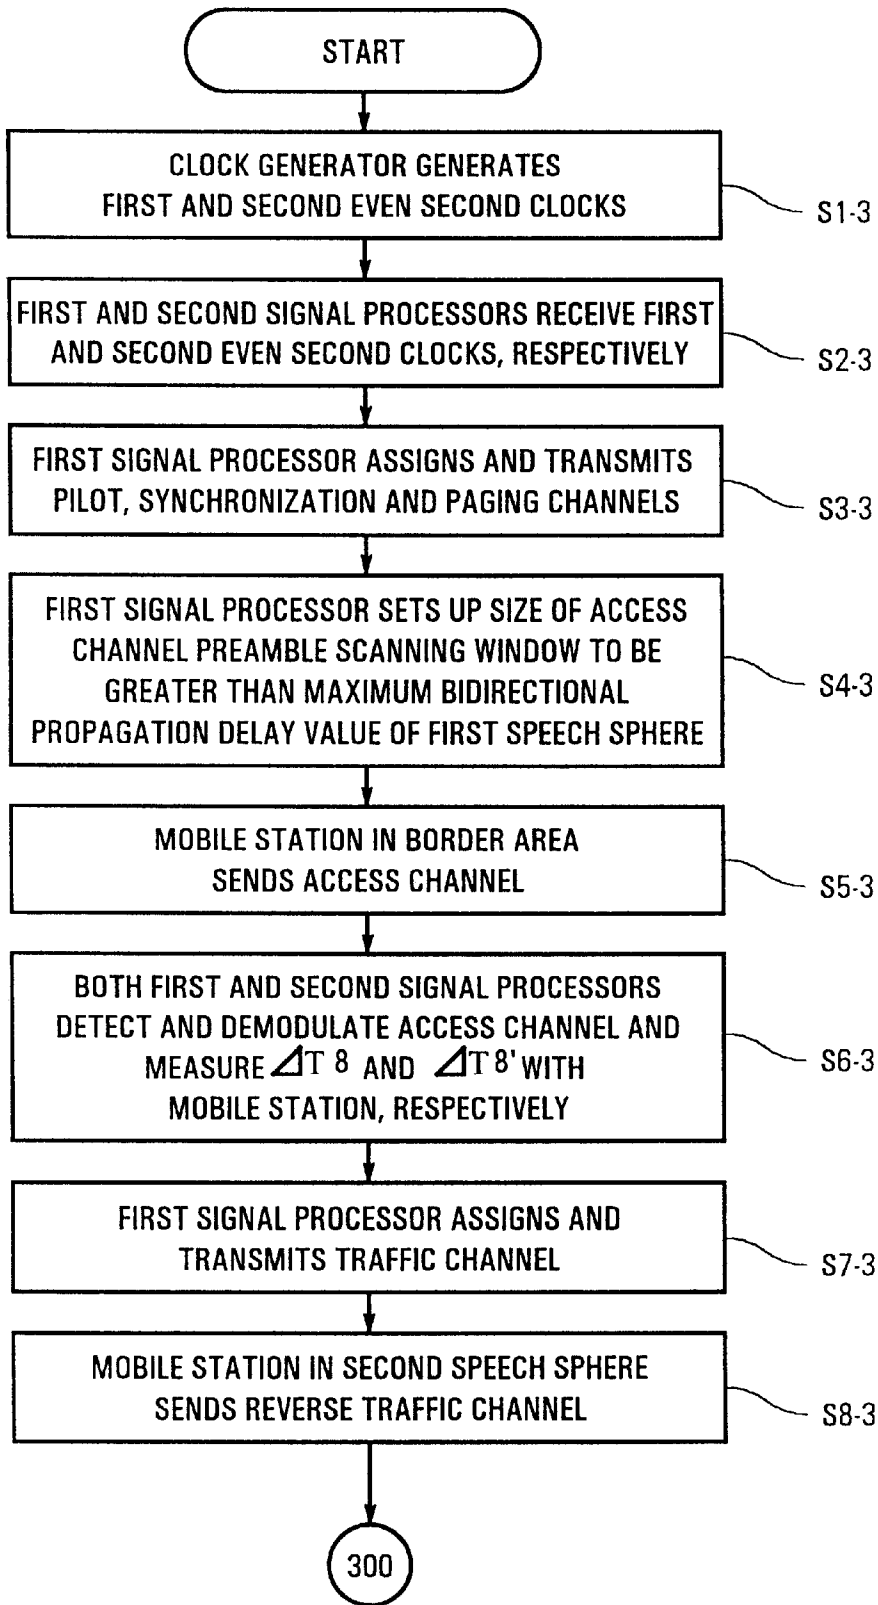 START
CLOCK GENERATOR GENERATES
FIRST AND SECOND EVEN SECOND CLOCKS
S1-3
FIRST AND SECOND SIGNAL PROCESSORS RECEIVE FIRST
AND SECOND EVEN SECOND CLOCKS, RESPECTIVELY
S2-3
FIRST SIGNAL PROCESSOR ASSIGNS AND TRANSMITS
PILOT, SYNCHRONIZATION AND PAGING CHANNELS
S3-3
FIRST SIGNAL PROCESSOR SETS UP SIZE OF ACCESS
CHANNEL PREAMBLE SCANNING WINDOW TO BE
GREATER THAN MAXIMUM BIDIRECTIONAL
PROPAGATION DELAY VALUE OF FIRST SPEECH SPHERE
S4-3
MOBILE STATION IN BORDER AREA
SENDS ACCESS CHANNEL
S5-3
BOTH FIRST AND SECOND SIGNAL PROCESSORS
DETECT AND DEMODULATE ACCESS CHANNEL AND
MEASURE ⊿T 8 AND ⊿T 8' WITH
MOBILE STATION, RESPECTIVELY
S6-3
FIRST SIGNAL PROCESSOR ASSIGNS AND
TRANSMITS TRAFFIC CHANNEL
S7-3
MOBILE STATION IN SECOND SPEECH SPHERE
SENDS REVERSE TRAFFIC CHANNEL
S8-3
300